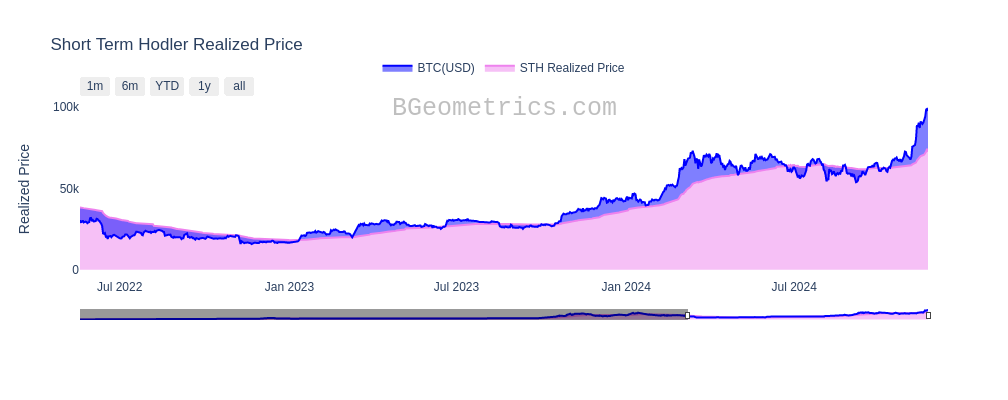 Short Term Hodler Realized Price
BTC(USD) STH Realized Price
1m 6m YTD 1y all
BGeometrics.com
100k
50k
0
Realized Price
Jul 2022 Jan 2023 Jul 2023 Jan 2024 Jul 2024